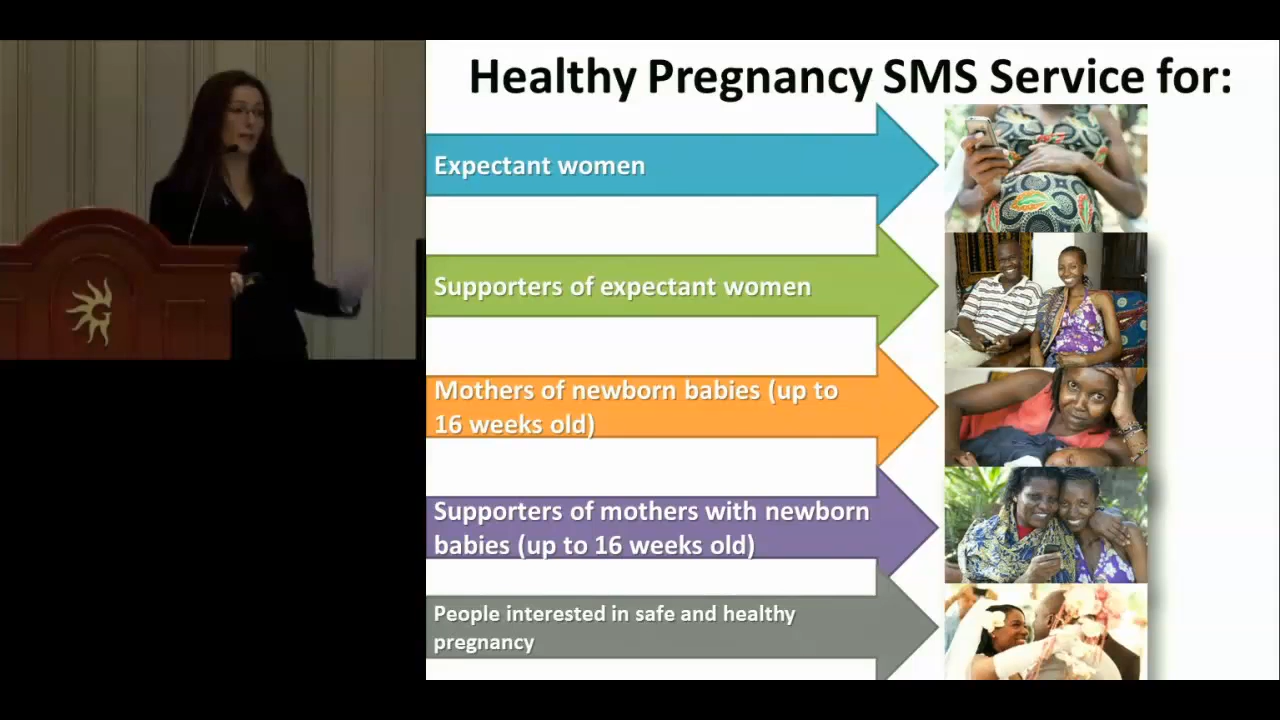 Healthy Pregnancy SMS Service for:
Expectant women
Supporters of expectant women
Mothers of newborn babies (up to
16 weeks old)
Supporters of mothers with newborn
babies (up to 16 weeks old)
People interested in safe and healthy
pregnancy